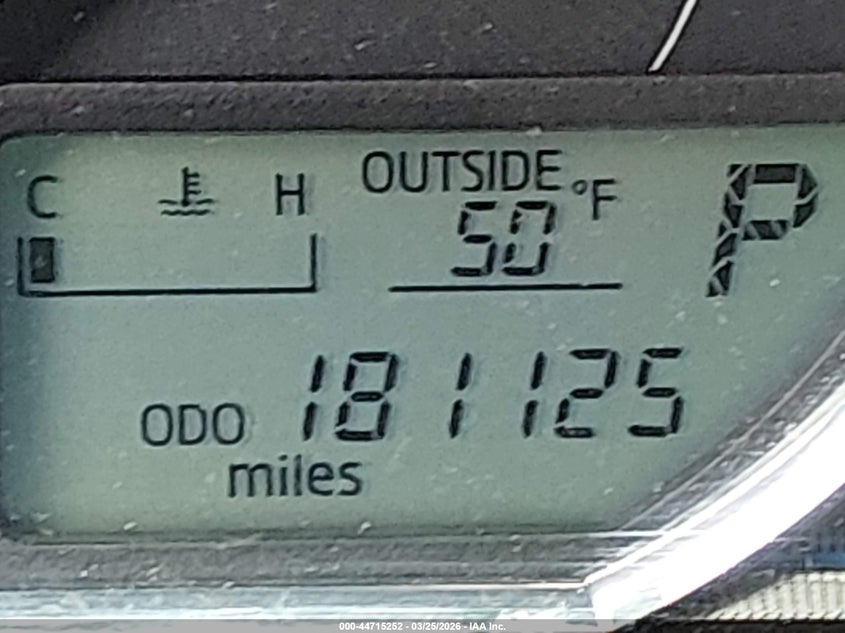 OUTSIDE
C H °F P
50
ODO 181125
miles
000-44715252 - 03/25/2026 - IAA Inc.